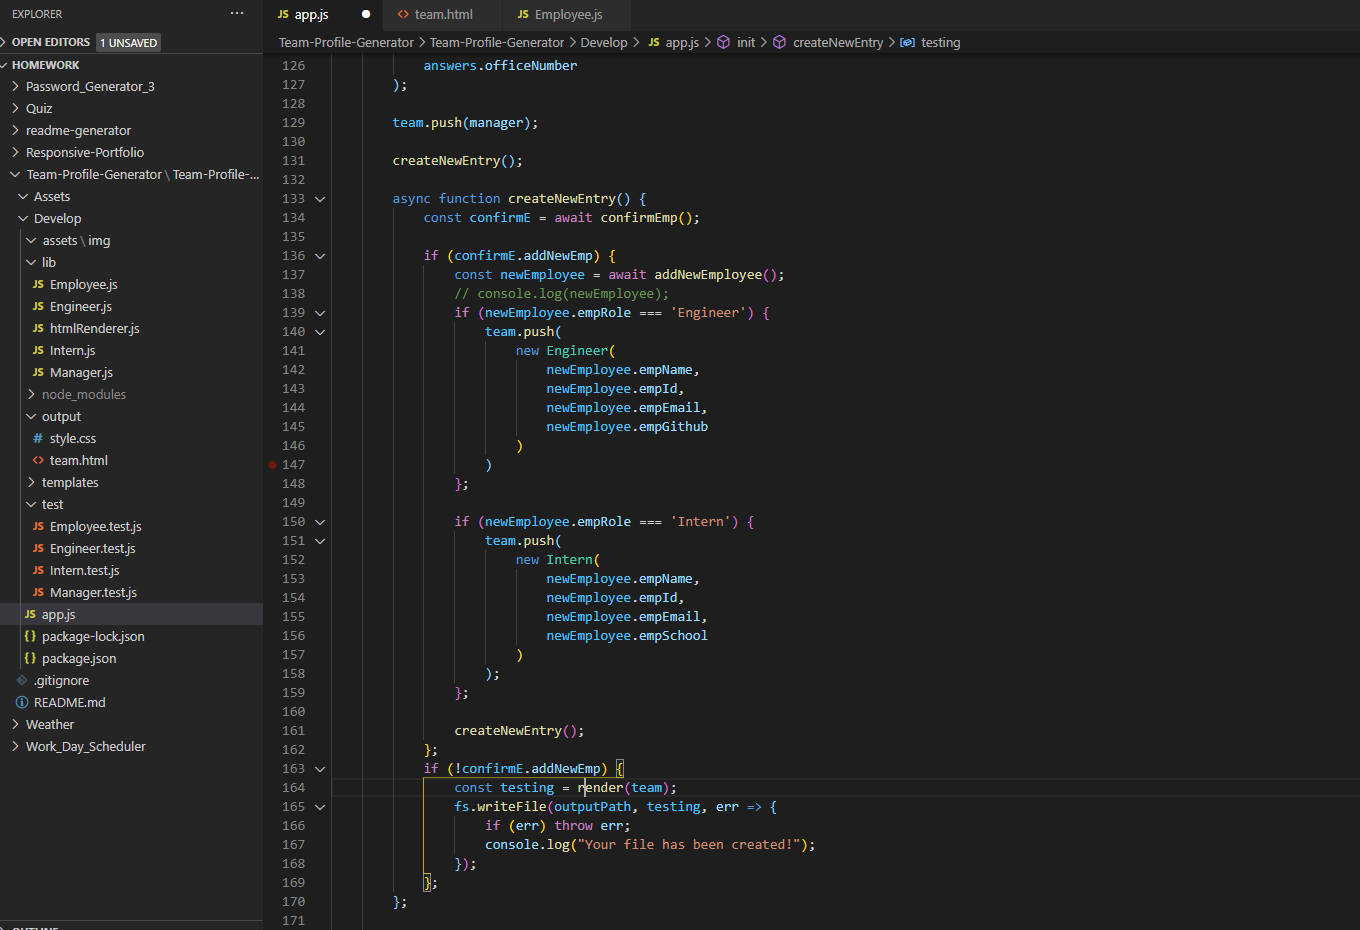 EXPLORER ···
OPEN EDITORS 1 UNSAVED
HOMEWORK
Password_Generator_3
Quiz
readme-generator
Responsive-Portfolio
Team-Profile-Generator \ Team-Profile-...
Assets
Develop
assets \ img
lib
JS Employee.js
JS Engineer.js
JS htmlRenderer.js
JS Intern.js
JS Manager.js
node_modules
output
# style.css
<> team.html
templates
test
JS Employee.test.js
JS Engineer.test.js
JS Intern.test.js
JS Manager.test.js
JS app.js
{} package-lock.json
{} package.json
.gitignore
README.md
Weather
Work_Day_Scheduler
OUTLINE
JS app.js ● <> team.html JS Employee.js
Team-Profile-Generator > Team-Profile-Generator > Develop > JS app.js > init > createNewEntry > testing
126 answers.officeNumber
127 );
128
129 team.push(manager);
130
131 createNewEntry();
132
133 async function createNewEntry() {
134 const confirmE = await confirmEmp();
135
136 if (confirmE.addNewEmp) {
137 const newEmployee = await addNewEmployee();
138 // console.log(newEmployee);
139 if (newEmployee.empRole === 'Engineer') {
140 team.push(
141 new Engineer(
142 newEmployee.empName,
143 newEmployee.empId,
144 newEmployee.empEmail,
145 newEmployee.empGithub
146 )
147 )
148 };
149
150 if (newEmployee.empRole === 'Intern') {
151 team.push(
152 new Intern(
153 newEmployee.empName,
154 newEmployee.empId,
155 newEmployee.empEmail,
156 newEmployee.empSchool
157 )
158 );
159 };
160
161 createNewEntry();
162 };
163 if (!confirmE.addNewEmp) {
164 const testing = render(team);
165 fs.writeFile(outputPath, testing, err => {
166 if (err) throw err;
167 console.log("Your file has been created!");
168 });
169 };
170 };
171